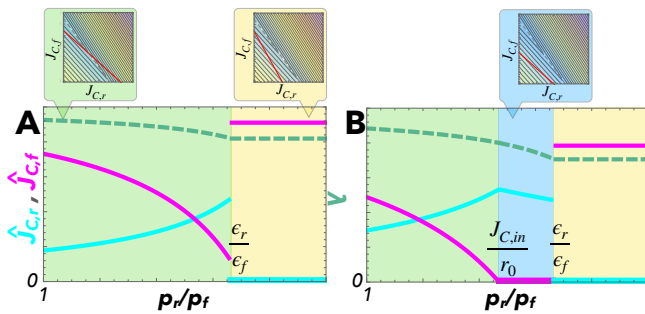 J_{C,f}
J_{C,r}
J_{C,f}
J_{C,r}
J_{C,f}
J_{C,r}
A
B
Ĵ_{C,r}, Ĵ_{C,f}
γ
ϵ_r
ϵ_f
J_{C,in}
r_0
ϵ_r
ϵ_f
0
1
p_r/p_f
0
1
p_r/p_f